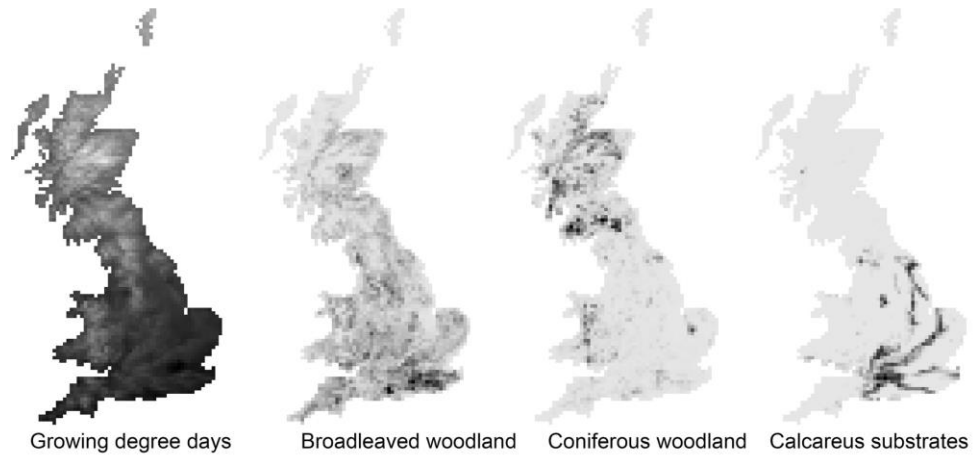 Growing degree days
Broadleaved woodland
Coniferous woodland
Calcareus substrates